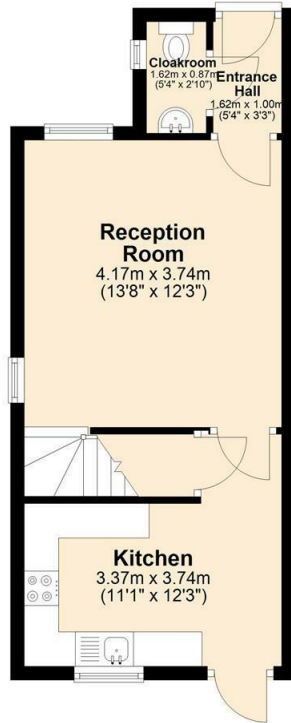 Cloakroom
1.62m x 0.87m
(5'4" x 2'10")
Entrance
Hall
1.62m x 1.00m
(5'4" x 3'3")
Reception
Room
4.17m x 3.74m
(13'8" x 12'3")
Kitchen
3.37m x 3.74m
(11'1" x 12'3")